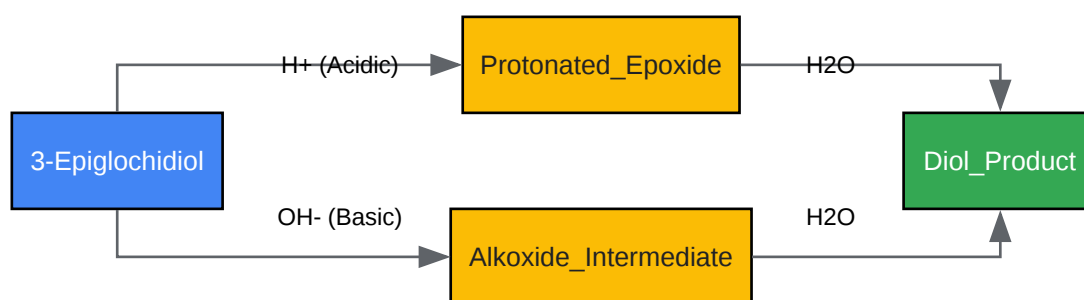 H+ (Acidic)
Protonated_Epoxide
H2O
3-Epiglochidiol
Diol_Product
OH- (Basic)
Alkoxide_Intermediate
H2O